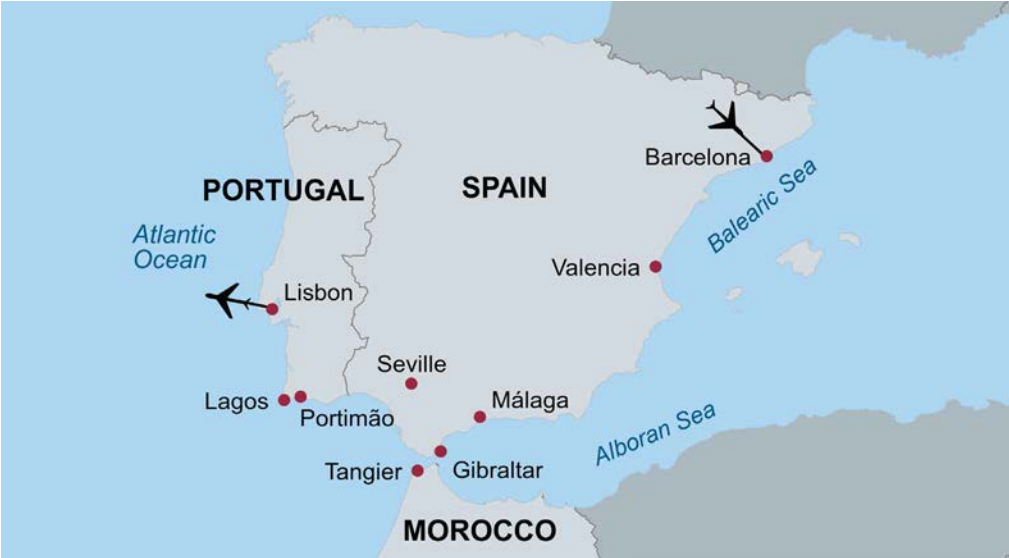 Barcelona
Balearic Sea
PORTUGAL
SPAIN
Atlantic
Ocean
Valencia
Lisbon
Seville
Lagos
Portimão
Málaga
Alboran Sea
Tangier
Gibraltar
MOROCCO